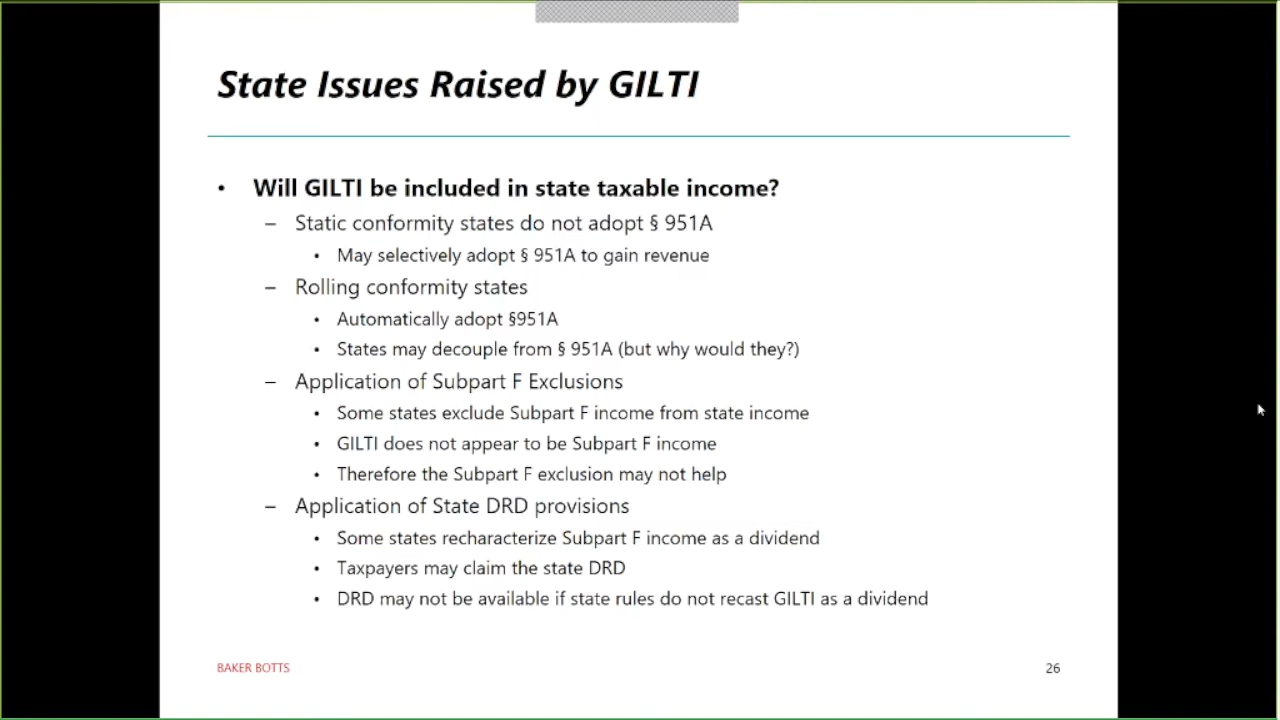 State Issues Raised by GILTI
• Will GILTI be included in state taxable income?
– Static conformity states do not adopt § 951A
• May selectively adopt § 951A to gain revenue
– Rolling conformity states
• Automatically adopt §951A
• States may decouple from § 951A (but why would they?)
– Application of Subpart F Exclusions
• Some states exclude Subpart F income from state income
• GILTI does not appear to be Subpart F income
• Therefore the Subpart F exclusion may not help
– Application of State DRD provisions
• Some states recharacterize Subpart F income as a dividend
• Taxpayers may claim the state DRD
• DRD may not be available if state rules do not recast GILTI as a dividend
BAKER BOTTS
26